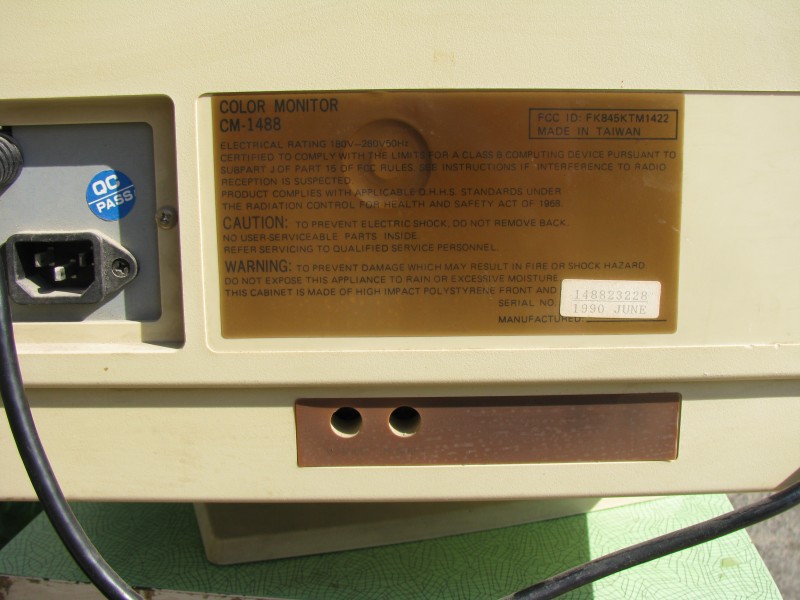 COLOR MONITOR
CM-1488
FCC ID: FKB45KTM1422
MADE IN TAIWAN
ELECTRICAL RATING 180V~260V50Hz
CERTIFIED TO COMPLY WITH THE LIMITS FOR A CLASS B COMPUTING DEVICE PURSUANT TO
SUBPART J OF PART 15 OF FCC RULES. SEE INSTRUCTIONS IF INTERFERENCE TO RADIO
RECEPTION IS SUSPECTED.
PRODUCT COMPLIES WITH APPLICABLE D.H.H.S. STANDARDS UNDER
THE RADIATION CONTROL FOR HEALTH AND SAFETY ACT OF 1968.
CAUTION: TO PREVENT ELECTRIC SHOCK, DO NOT REMOVE BACK
NO USER-SERVICEABLE PARTS INSIDE.
REFER SERVICING TO QUALIFIED SERVICE PERSONNEL.
WARNING: TO PREVENT DAMAGE WHICH MAY RESULT IN FIRE OR SHOCK HAZARD
DO NOT EXPOSE THIS APPLIANCE TO RAIN OR EXCESSIVE MOISTURE
THIS CABINET IS MADE OF HIGH IMPACT POLYSTYRENE FRONT AND
SERIAL NO. 148823228
1990 JUNE
MANUFACTURED:
QC
PASS